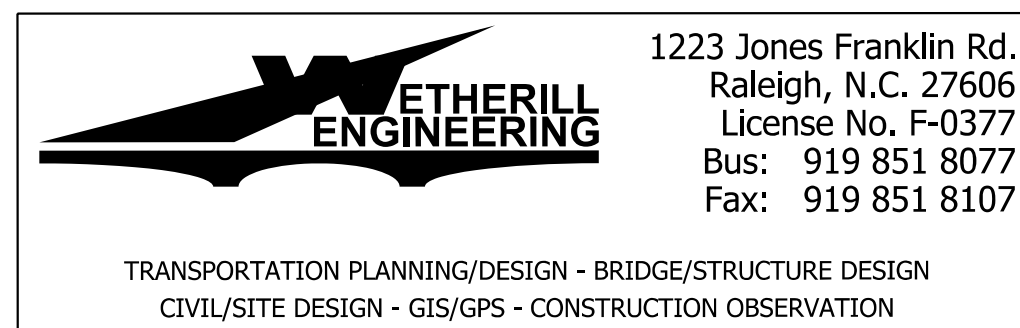 WETHERILL
ENGINEERING
1223 Jones Franklin Rd.
Raleigh, N.C. 27606
License No. F-0377
Bus: 919 851 8077
Fax: 919 851 8107
TRANSPORTATION PLANNING/DESIGN - BRIDGE/STRUCTURE DESIGN
CIVIL/SITE DESIGN - GIS/GPS - CONSTRUCTION OBSERVATION